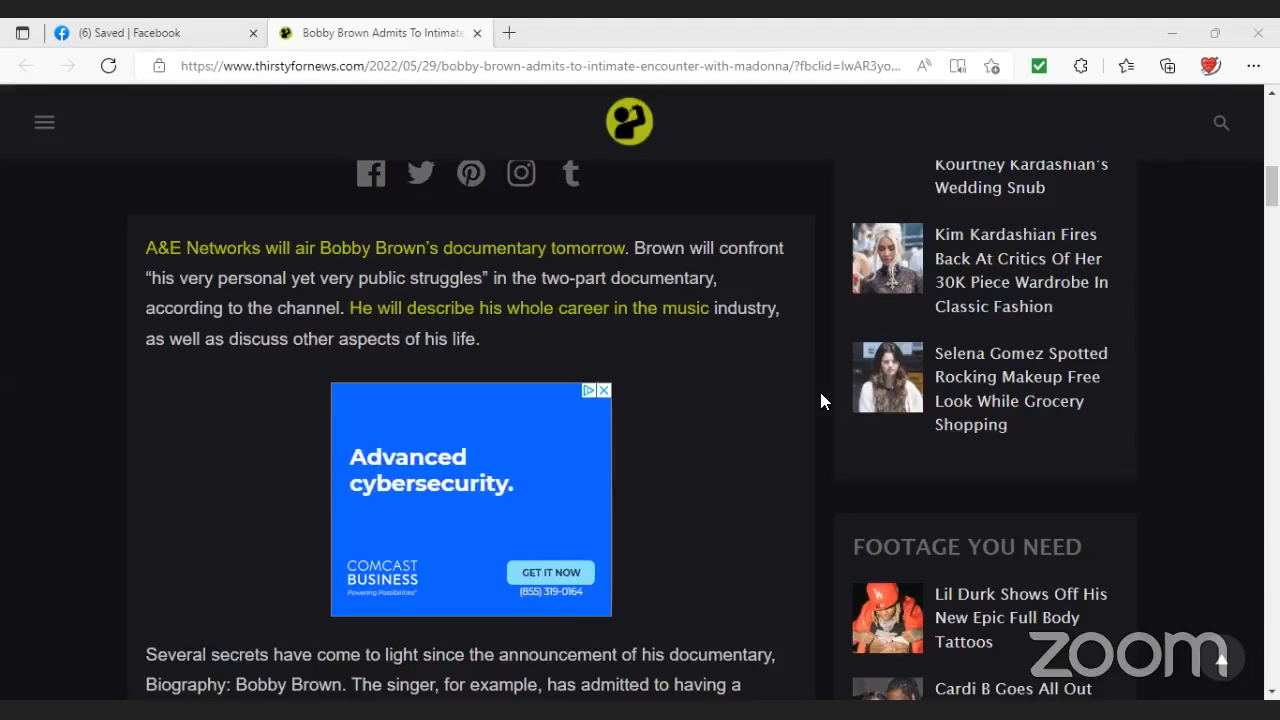 (6) Saved | Facebook
Bobby Brown Admits To Intimate
https://www.thirstyfornews.com/2022/05/29/bobby-brown-admits-to-intimate-encounter-with-madonna/?fbclid=IwAR3yo...
A&E Networks will air Bobby Brown’s documentary tomorrow. Brown will confront
“his very personal yet very public struggles” in the two-part documentary,
according to the channel. He will describe his whole career in the music industry,
as well as discuss other aspects of his life.
Advanced
cybersecurity.
COMCAST
BUSINESS
Powering Possibilities™
GET IT NOW
(855) 319-0164
Several secrets have come to light since the announcement of his documentary,
Biography: Bobby Brown. The singer, for example, has admitted to having a
Kourtney Kardashian’s
Wedding Snub
Kim Kardashian Fires
Back At Critics Of Her
30K Piece Wardrobe In
Classic Fashion
Selena Gomez Spotted
Rocking Makeup Free
Look While Grocery
Shopping
FOOTAGE YOU NEED
Lil Durk Shows Off His
New Epic Full Body
Tattoos
Cardi B Goes All Out
zoom